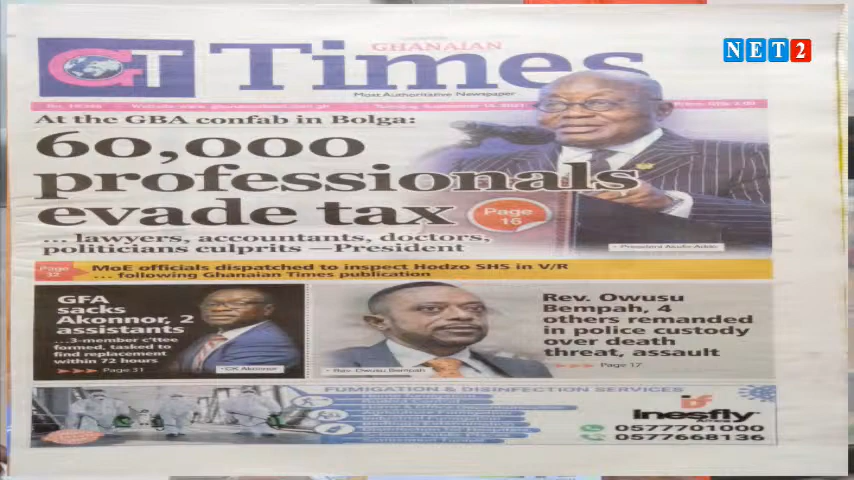 NET 2
GT
GHANAIAN
Times
Most Authoritative Newspaper
At the GBA confab in Bolga:
60,000
professionals
evade tax
Page
16
... lawyers, accountants, doctors,
politicians culprits —President
President Akufo-Addo
Page
32
MoE officials dispatched to inspect Hodzo SHS in V/R
... following Ghanaian Times publication
GFA
sacks
Akonnor, 2
assistants
...3-member c'ttee
formed, tasked to
find replacement
within 72 hours
Page 31
CK Akonnor
Rev. Owusu Bempah
Rev. Owusu
Bempah, 4
others remanded
in police custody
over death
threat, assault
Page 17
FUMIGATION & DISINFECTION SERVICES
Inesfly
0577701000
0577668136